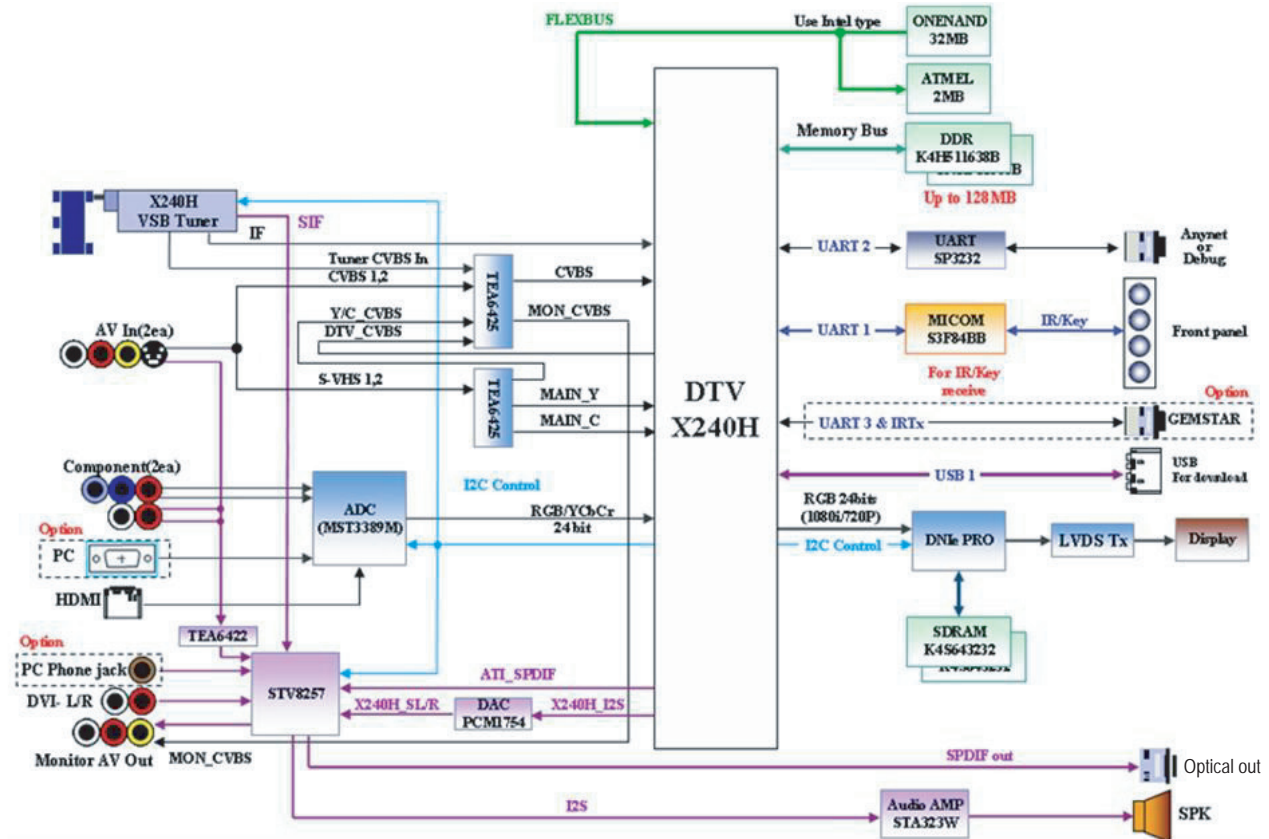 FLEXBUS
Use Intel type
ONENAND
32MB
ATMEL
2MB
Memory Bus
DDR
K4H511638B
Up to 128MB
X240H
VSB Tuner
SIF
IF
Tuner CVBS In
CVBS 1,2
CVBS
TEA6425
Y/C_CVBS
DTV_CVBS
MON_CVBS
AV In(2ea)
S-VHS 1,2
TEA6425
MAIN_Y
MAIN_C
DTV
X240H
UART 2
UART
SP3232
Anynet
or
Debug
UART 1
MICOM
S3F84BB
IR/Key
Front panel
For IR/Key
receive
Option
UART 3 & IRTx
GEMSTAR
USB 1
USB
For download
Component(2ea)
I2C Control
ADC
(MST3389M)
RGB/YCbCr
24 bit
RGB 24bits
(1080i/720P)
I2C Control
DNIe PRO
LVDS Tx
Display
Option
PC
HDMI
SDRAM
K4S643232
K4S643232
TEA6422
Option
PC Phone jack
STV8257
ATI_SPDIF
DVI- L/R
X240H_SL/R
DAC
PCM1754
X240H_I2S
Monitor AV Out
MON_CVBS
SPDIF out
Optical out
I2S
Audio AMP
STA323W
SPK